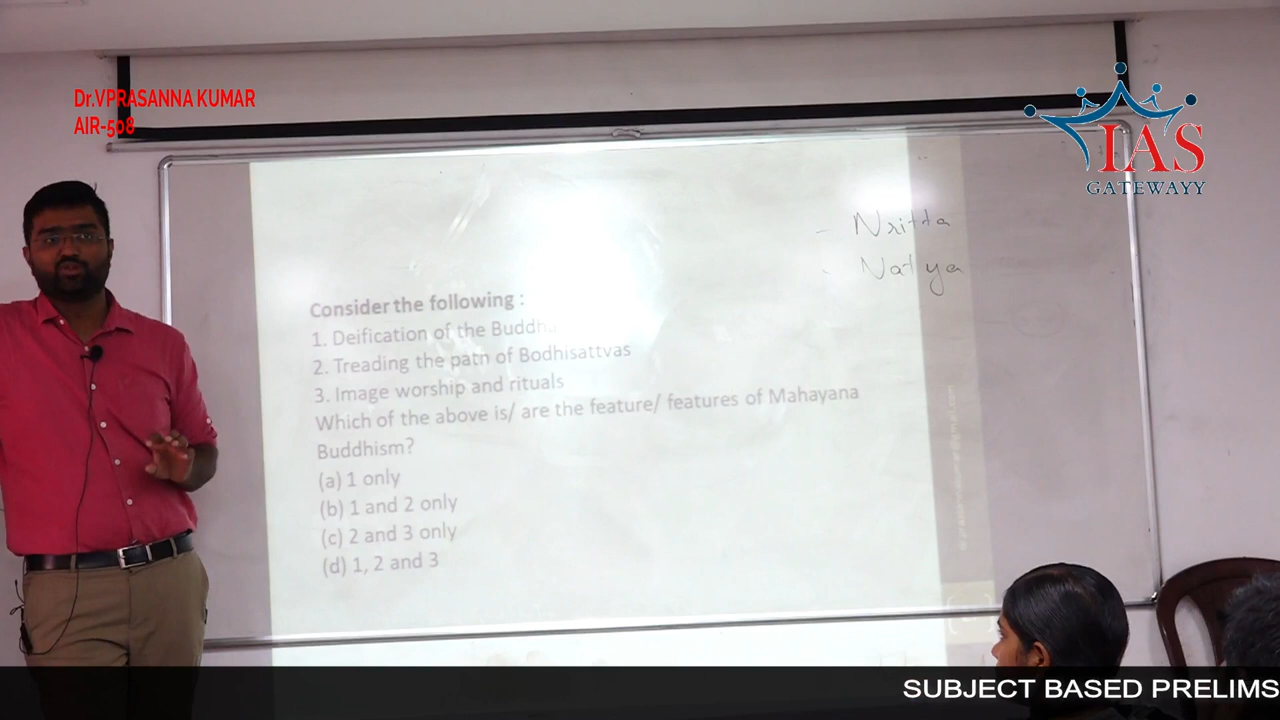 Dr.VPRASANNA KUMAR
AIR-508
IAS
GATEWAYY
- Nritta
- Natya
Consider the following :
1. Deification of the Buddha
2. Treading the path of Bodhisattvas
3. Image worship and rituals
Which of the above is/ are the feature/ features of Mahayana
Buddhism?
(a) 1 only
(b) 1 and 2 only
(c) 2 and 3 only
(d) 1, 2 and 3
SUBJECT BASED PRELIMS